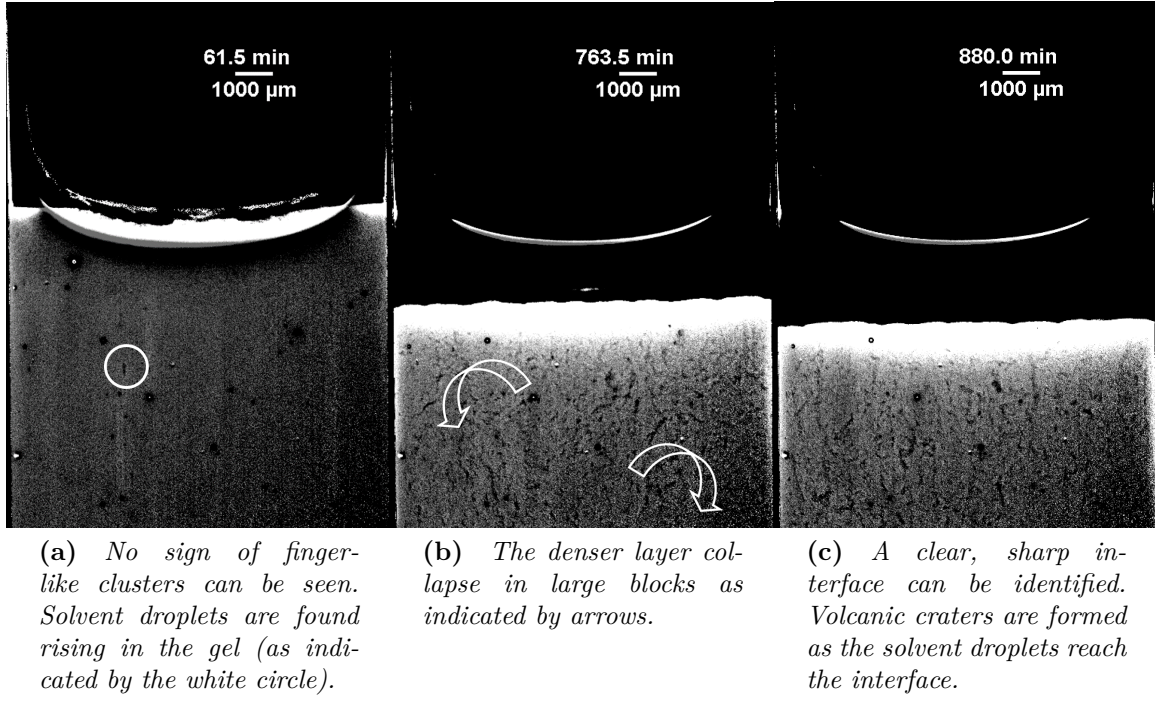 61.5 min
1000 µm
763.5 min
1000 µm
880.0 min
1000 µm
(a) No sign of finger-
like clusters can be seen.
Solvent droplets are found
rising in the gel (as indi-
cated by the white circle).
(b) The denser layer col-
lapse in large blocks as
indicated by arrows.
(c) A clear, sharp in-
terface can be identified.
Volcanic craters are formed
as the solvent droplets reach
the interface.